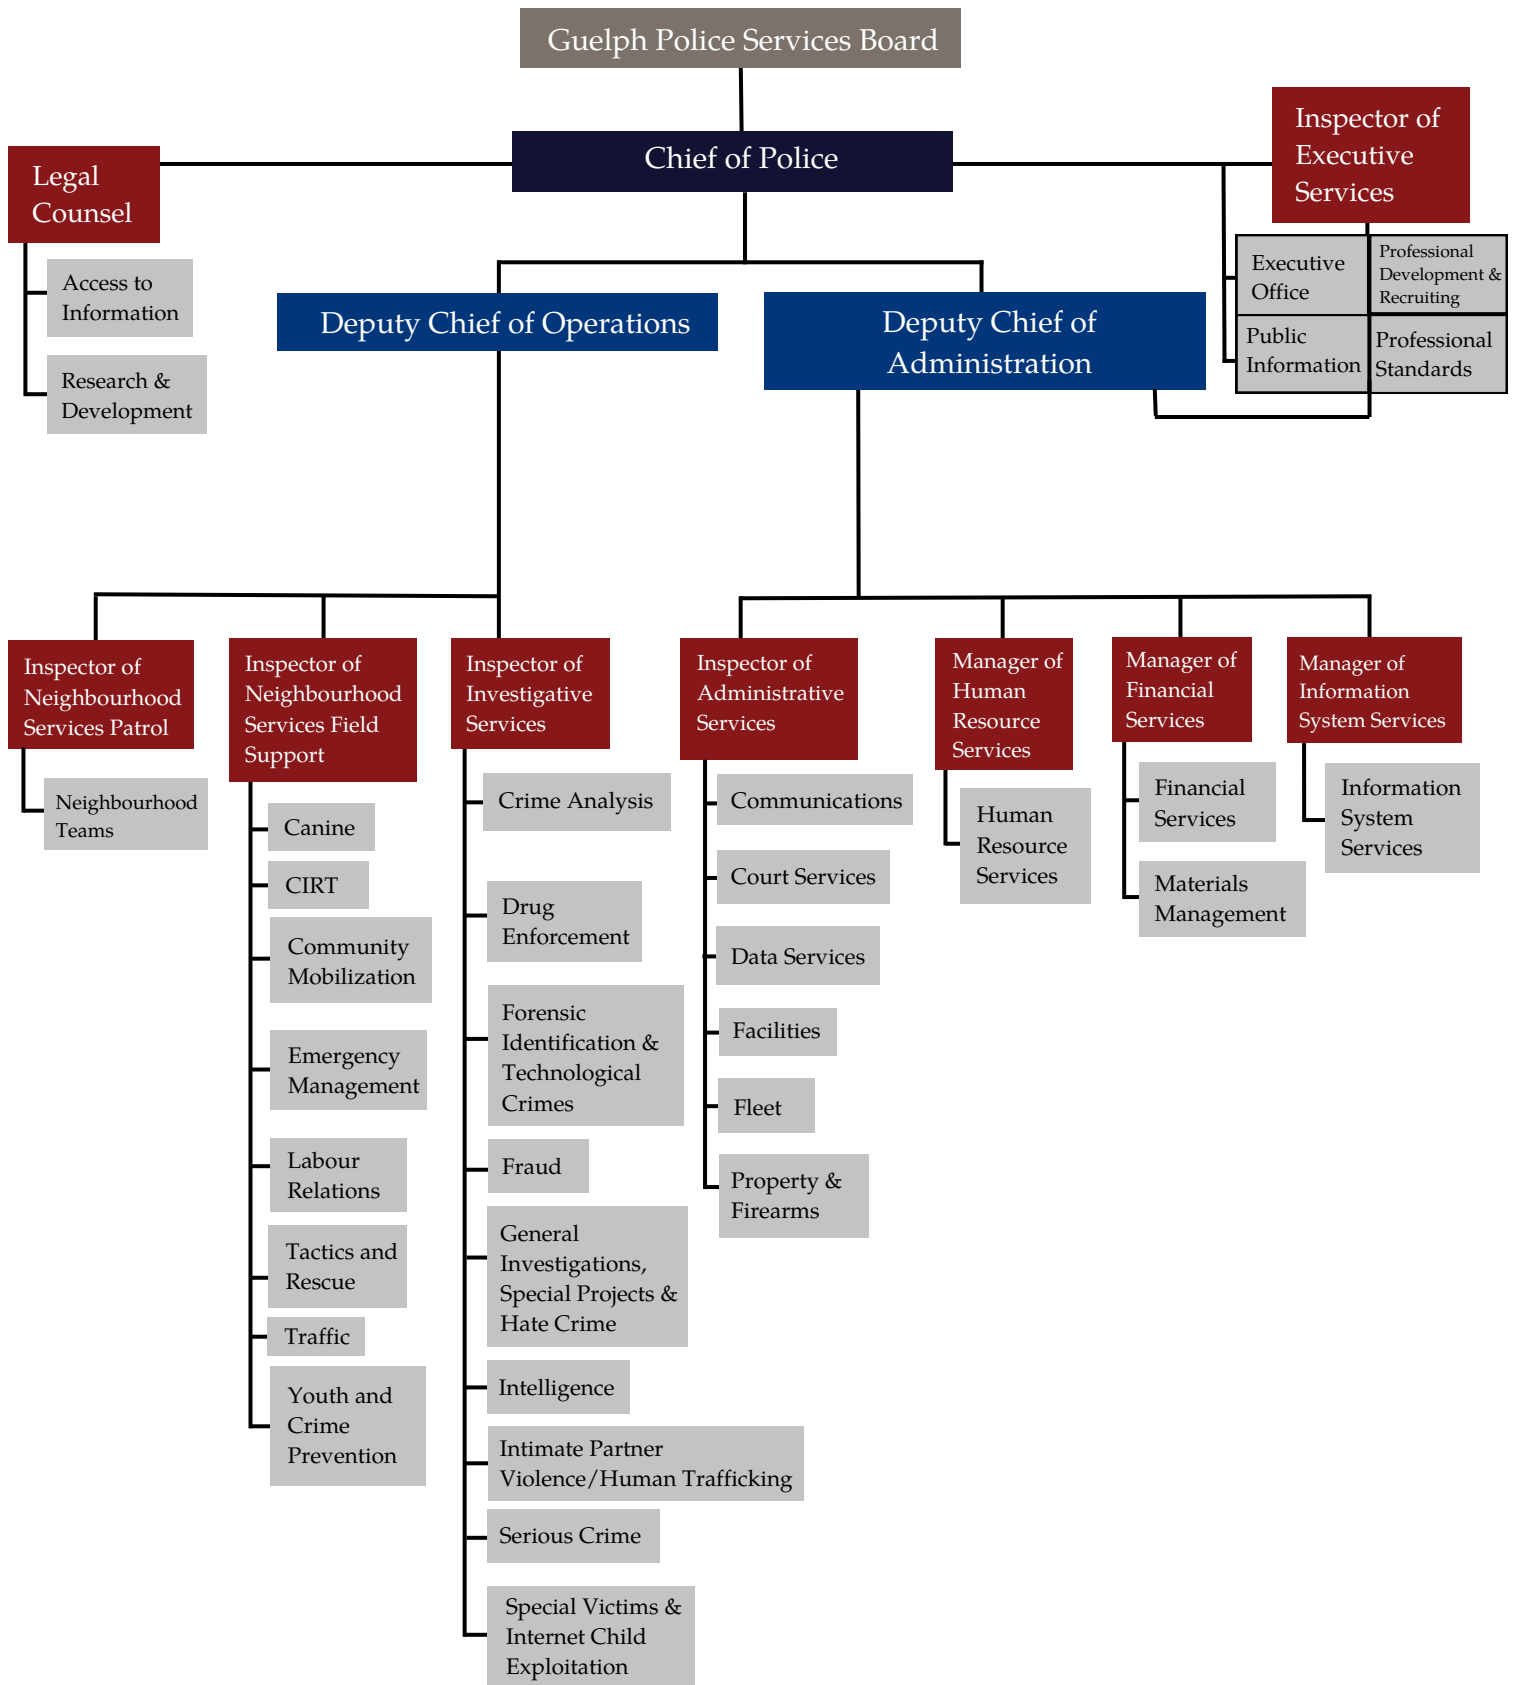 Guelph Police Services Board
Chief of Police
Inspector of
Executive
Services
Legal
Counsel
Access to
Information
Research &
Development
Executive
Office
Professional
Development &
Recruiting
Public
Information
Professional
Standards
Deputy Chief of Operations
Deputy Chief of
Administration
Inspector of
Neighbourhood
Services Patrol
Neighbourhood
Teams
Inspector of
Neighbourhood
Services Field
Support
Canine
CIRT
Community
Mobilization
Emergency
Management
Labour
Relations
Tactics and
Rescue
Traffic
Youth and
Crime
Prevention
Inspector of
Investigative
Services
Crime Analysis
Drug
Enforcement
Forensic
Identification &
Technological
Crimes
Fraud
General
Investigations,
Special Projects &
Hate Crime
Intelligence
Intimate Partner
Violence/Human Trafficking
Serious Crime
Special Victims &
Internet Child
Exploitation
Inspector of
Administrative
Services
Communications
Court Services
Data Services
Facilities
Fleet
Property &
Firearms
Manager of
Human
Resource
Services
Human
Resource
Services
Manager of
Financial
Services
Financial
Services
Materials
Management
Manager of
Information
System Services
Information
System
Services